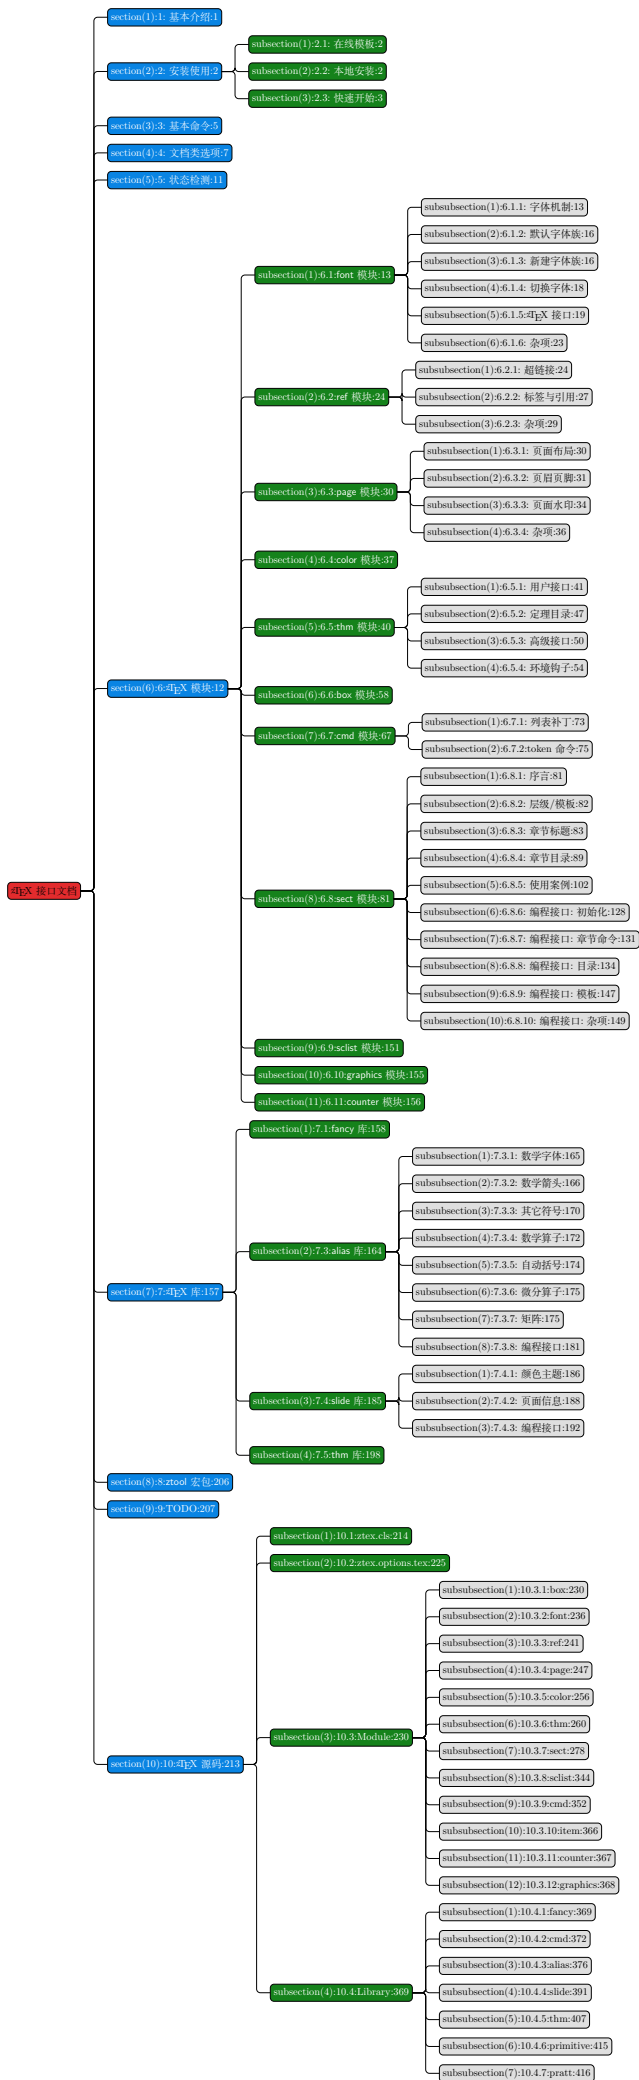 section(1):1: 基本介绍:1
section(2):2: 安装使用:2
subsection(1):2.1: 在线模板:2
subsection(2):2.2: 本地安装:2
subsection(3):2.3: 快速开始:3
section(3):3: 基本命令:5
section(4):4: 文档类选项:7
section(5):5: 状态检测:11
section(6):6:zTEX 模块:12
subsection(1):6.1:font 模块:13
subsubsection(1):6.1.1: 字体机制:13
subsubsection(2):6.1.2: 默认字体族:16
subsubsection(3):6.1.3: 新建字体族:16
subsubsection(4):6.1.4: 切换字体:18
subsubsection(5):6.1.5:zTEX 接口:19
subsubsection(6):6.1.6: 杂项:23
subsection(2):6.2:ref 模块:24
subsubsection(1):6.2.1: 超链接:24
subsubsection(2):6.2.2: 标签与引用:27
subsubsection(3):6.2.3: 杂项:29
subsection(3):6.3:page 模块:30
subsubsection(1):6.3.1: 页面布局:30
subsubsection(2):6.3.2: 页眉页脚:31
subsubsection(3):6.3.3: 页面水印:34
subsubsection(4):6.3.4: 杂项:36
subsection(4):6.4:color 模块:37
subsection(5):6.5:thm 模块:40
subsubsection(1):6.5.1: 用户接口:41
subsubsection(2):6.5.2: 定理目录:47
subsubsection(3):6.5.3: 高级接口:50
subsubsection(4):6.5.4: 环境钩子:54
subsection(6):6.6:box 模块:58
subsection(7):6.7:cmd 模块:67
subsubsection(1):6.7.1: 列表补丁:73
subsubsection(2):6.7.2:token 命令:75
subsection(8):6.8:sect 模块:81
subsubsection(1):6.8.1: 序言:81
subsubsection(2):6.8.2: 层级/模板:82
subsubsection(3):6.8.3: 章节标题:83
subsubsection(4):6.8.4: 章节目录:89
subsubsection(5):6.8.5: 使用案例:102
subsubsection(6):6.8.6: 编程接口: 初始化:128
subsubsection(7):6.8.7: 编程接口: 章节命令:131
subsubsection(8):6.8.8: 编程接口: 目录:134
subsubsection(9):6.8.9: 编程接口: 模板:147
subsubsection(10):6.8.10: 编程接口: 杂项:149
zTEX 接口文档
subsection(9):6.9:sclist 模块:151
subsection(10):6.10:graphics 模块:155
subsection(11):6.11:counter 模块:156
section(7):7:zTEX 库:157
subsection(1):7.1:fancy 库:158
subsection(2):7.3:alias 库:164
subsubsection(1):7.3.1: 数学字体:165
subsubsection(2):7.3.2: 数学箭头:166
subsubsection(3):7.3.3: 其它符号:170
subsubsection(4):7.3.4: 数学算子:172
subsubsection(5):7.3.5: 自动括号:174
subsubsection(6):7.3.6: 微分算子:175
subsubsection(7):7.3.7: 矩阵:175
subsubsection(8):7.3.8: 编程接口:181
subsection(3):7.4:slide 库:185
subsubsection(1):7.4.1: 颜色主题:186
subsubsection(2):7.4.2: 页面信息:188
subsubsection(3):7.4.3: 编程接口:192
subsection(4):7.5:thm 库:198
section(8):8:ztool 宏包:206
section(9):9:TODO:207
section(10):10:zTEX 源码:213
subsection(1):10.1:ztex.cls:214
subsection(2):10.2:ztex.options.tex:225
subsection(3):10.3:Module:230
subsubsection(1):10.3.1:box:230
subsubsection(2):10.3.2:font:236
subsubsection(3):10.3.3:ref:241
subsubsection(4):10.3.4:page:247
subsubsection(5):10.3.5:color:256
subsubsection(6):10.3.6:thm:260
subsubsection(7):10.3.7:sect:278
subsubsection(8):10.3.8:sclist:344
subsubsection(9):10.3.9:cmd:352
subsubsection(10):10.3.10:item:366
subsubsection(11):10.3.11:counter:367
subsubsection(12):10.3.12:graphics:368
subsection(4):10.4:Library:369
subsubsection(1):10.4.1:fancy:369
subsubsection(2):10.4.2:cmd:372
subsubsection(3):10.4.3:alias:376
subsubsection(4):10.4.4:slide:391
subsubsection(5):10.4.5:thm:407
subsubsection(6):10.4.6:primitive:415
subsubsection(7):10.4.7:pratt:416